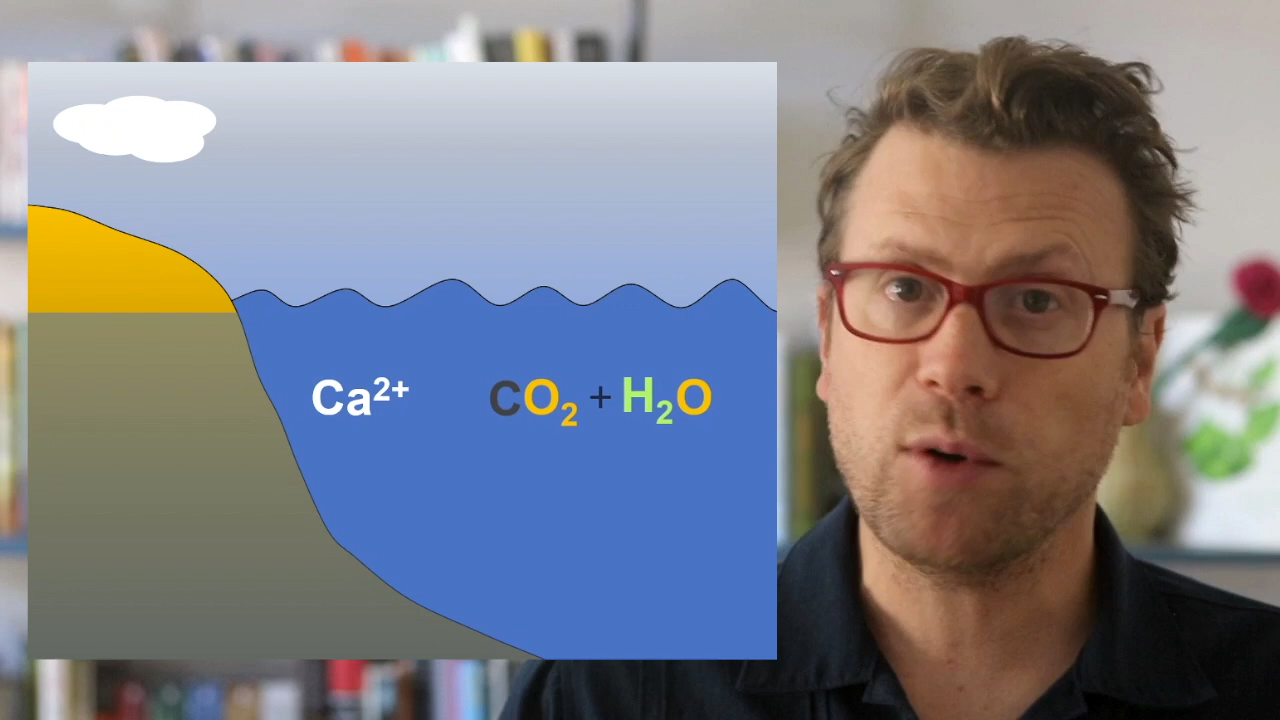 Ca²⁺ CO₂ + H₂O